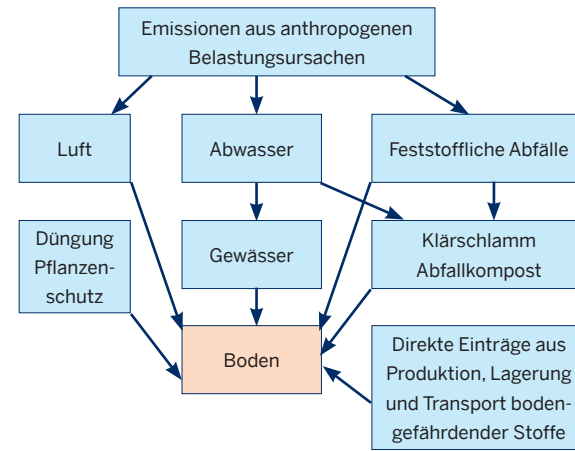 Emissionen aus anthropogenen
Belastungsursachen
Luft
Abwasser
Feststoffliche Abfälle
Düngung
Pflanzen-
schutz
Gewässer
Klärschlamm
Abfallkompost
Boden
Direkte Einträge aus
Produktion, Lagerung
und Transport boden-
gefährdender Stoffe